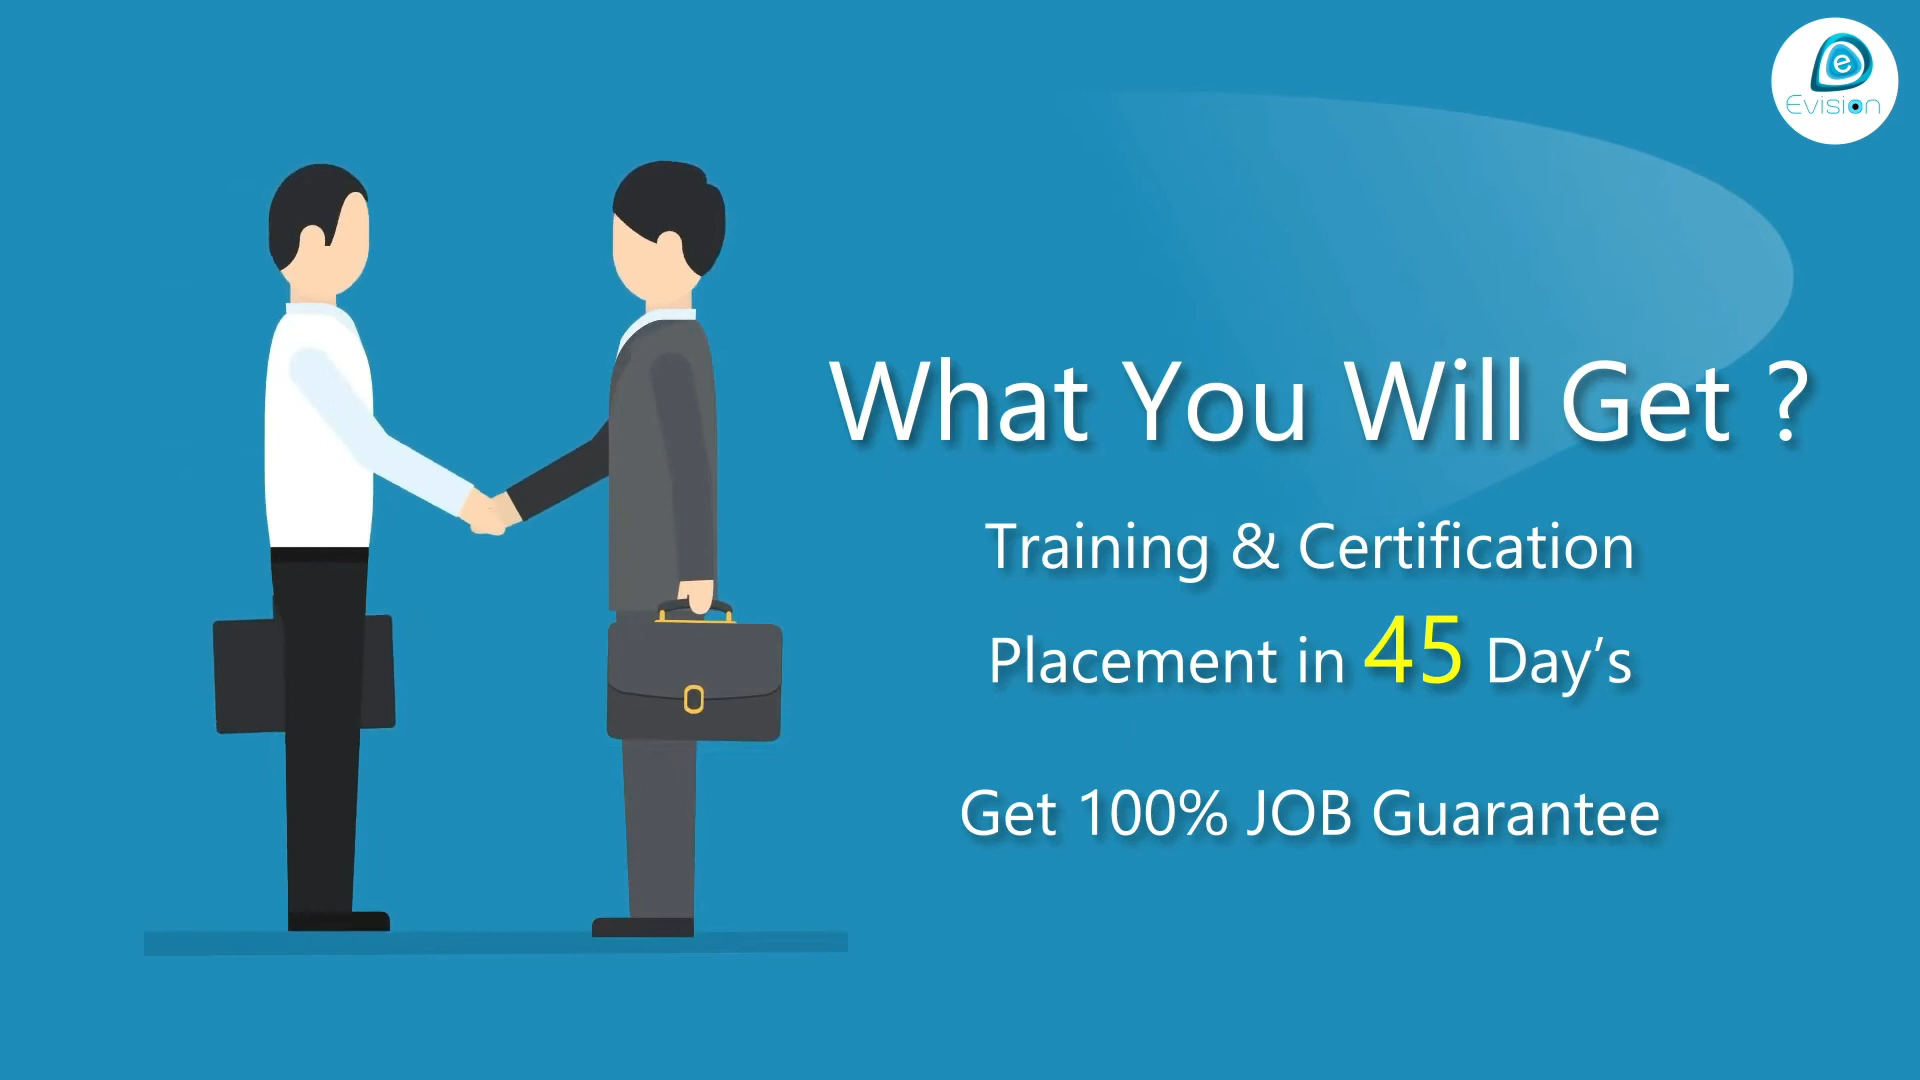 e
Evision
What You Will Get ?
Training & Certification
Placement in 45 Day‘s
Get 100% JOB Guarantee